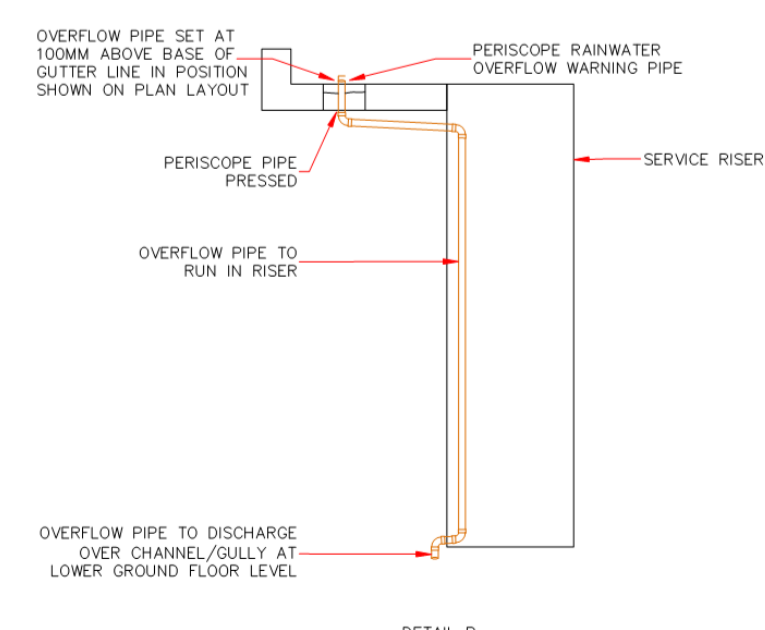 OVERFLOW PIPE SET AT
100MM ABOVE BASE OF
GUTTER LINE IN POSITION
SHOWN ON PLAN LAYOUT
PERISCOPE RAINWATER
OVERFLOW WARNING PIPE
PERISCOPE PIPE
PRESSED
SERVICE RISER
OVERFLOW PIPE TO
RUN IN RISER
OVERFLOW PIPE TO DISCHARGE
OVER CHANNEL/GULLY AT
LOWER GROUND FLOOR LEVEL
DETAIL